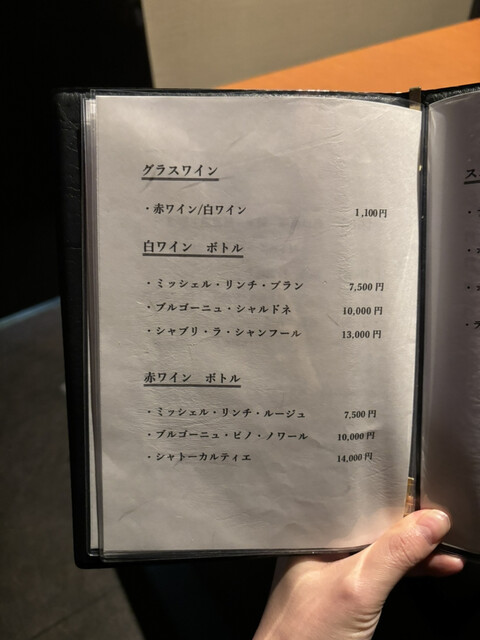 グラスワイン
・赤ワイン/白ワイン 1,100円
白ワイン ボトル
・ミッシェル・リンチ・ブラン 7,500円
・ブルゴーニュ・シャルドネ 10,000円
・シャブリ・ラ・シャンフール 13,000円
赤ワイン ボトル
・ミッシェル・リンチ・ルージュ 7,500円
・ブルゴーニュ・ピノ・ノワール 10,000円
・シャトーカルティエ 14,000円